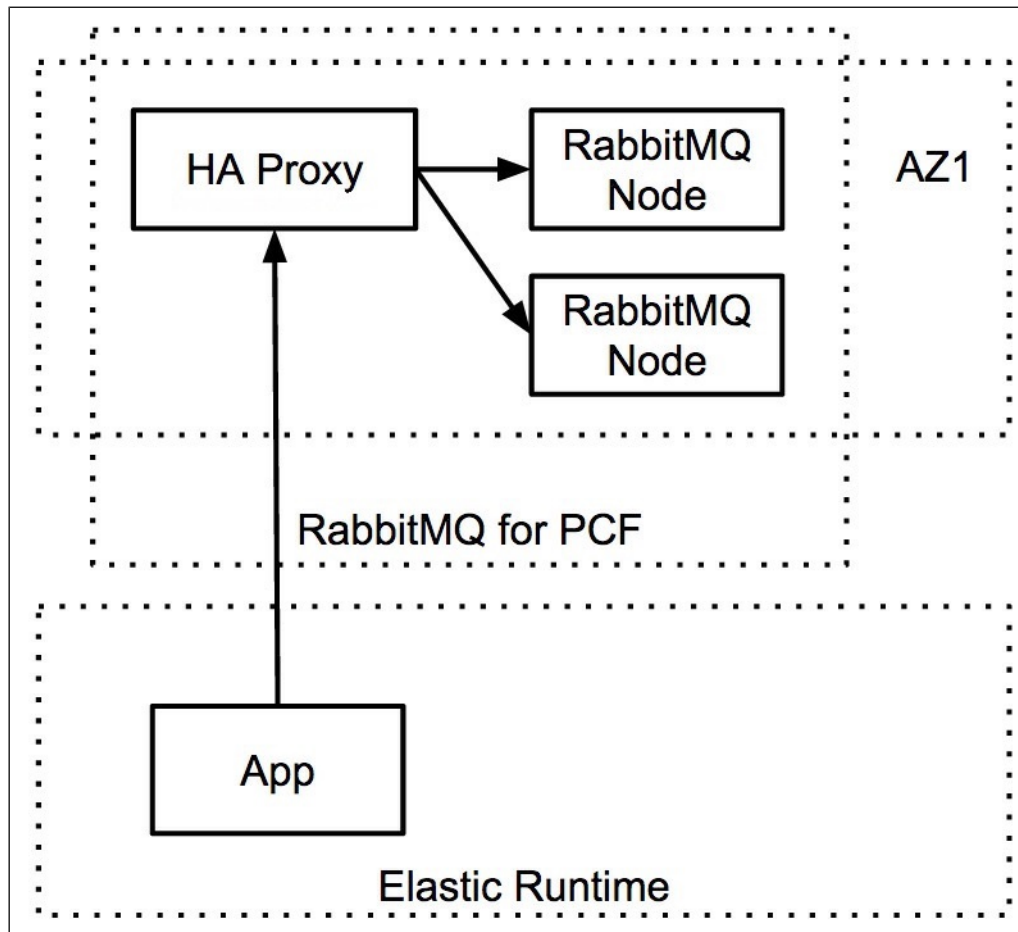 HA Proxy
RabbitMQ
Node
AZ1
RabbitMQ
Node
RabbitMQ for PCF
App
Elastic Runtime